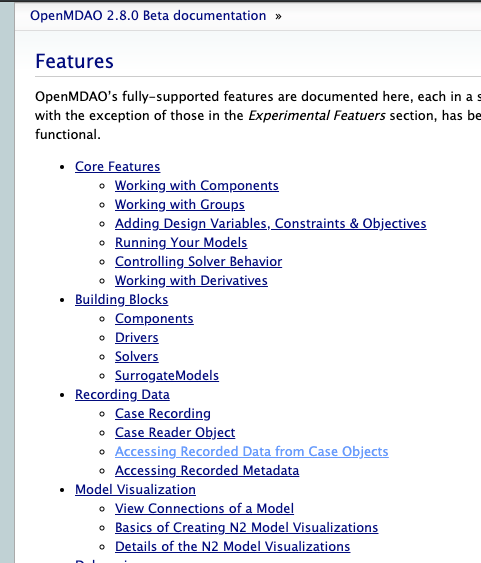 OpenMDAO 2.8.0 Beta documentation »
Features
OpenMDAO's fully-supported features are documented here, each in a
with the exception of those in the Experimental Featuers section, has
functional.
• Core Features
◦ Working with Components
◦ Working with Groups
◦ Adding Design Variables, Constraints & Objectives
◦ Running Your Models
◦ Controlling Solver Behavior
◦ Working with Derivatives
• Building Blocks
◦ Components
◦ Drivers
◦ Solvers
◦ SurrogateModels
• Recording Data
◦ Case Recording
◦ Case Reader Object
◦ Accessing Recorded Data from Case Objects
◦ Accessing Recorded Metadata
• Model Visualization
◦ View Connections of a Model
◦ Basics of Creating N2 Model Visualizations
◦ Details of the N2 Model Visualizations